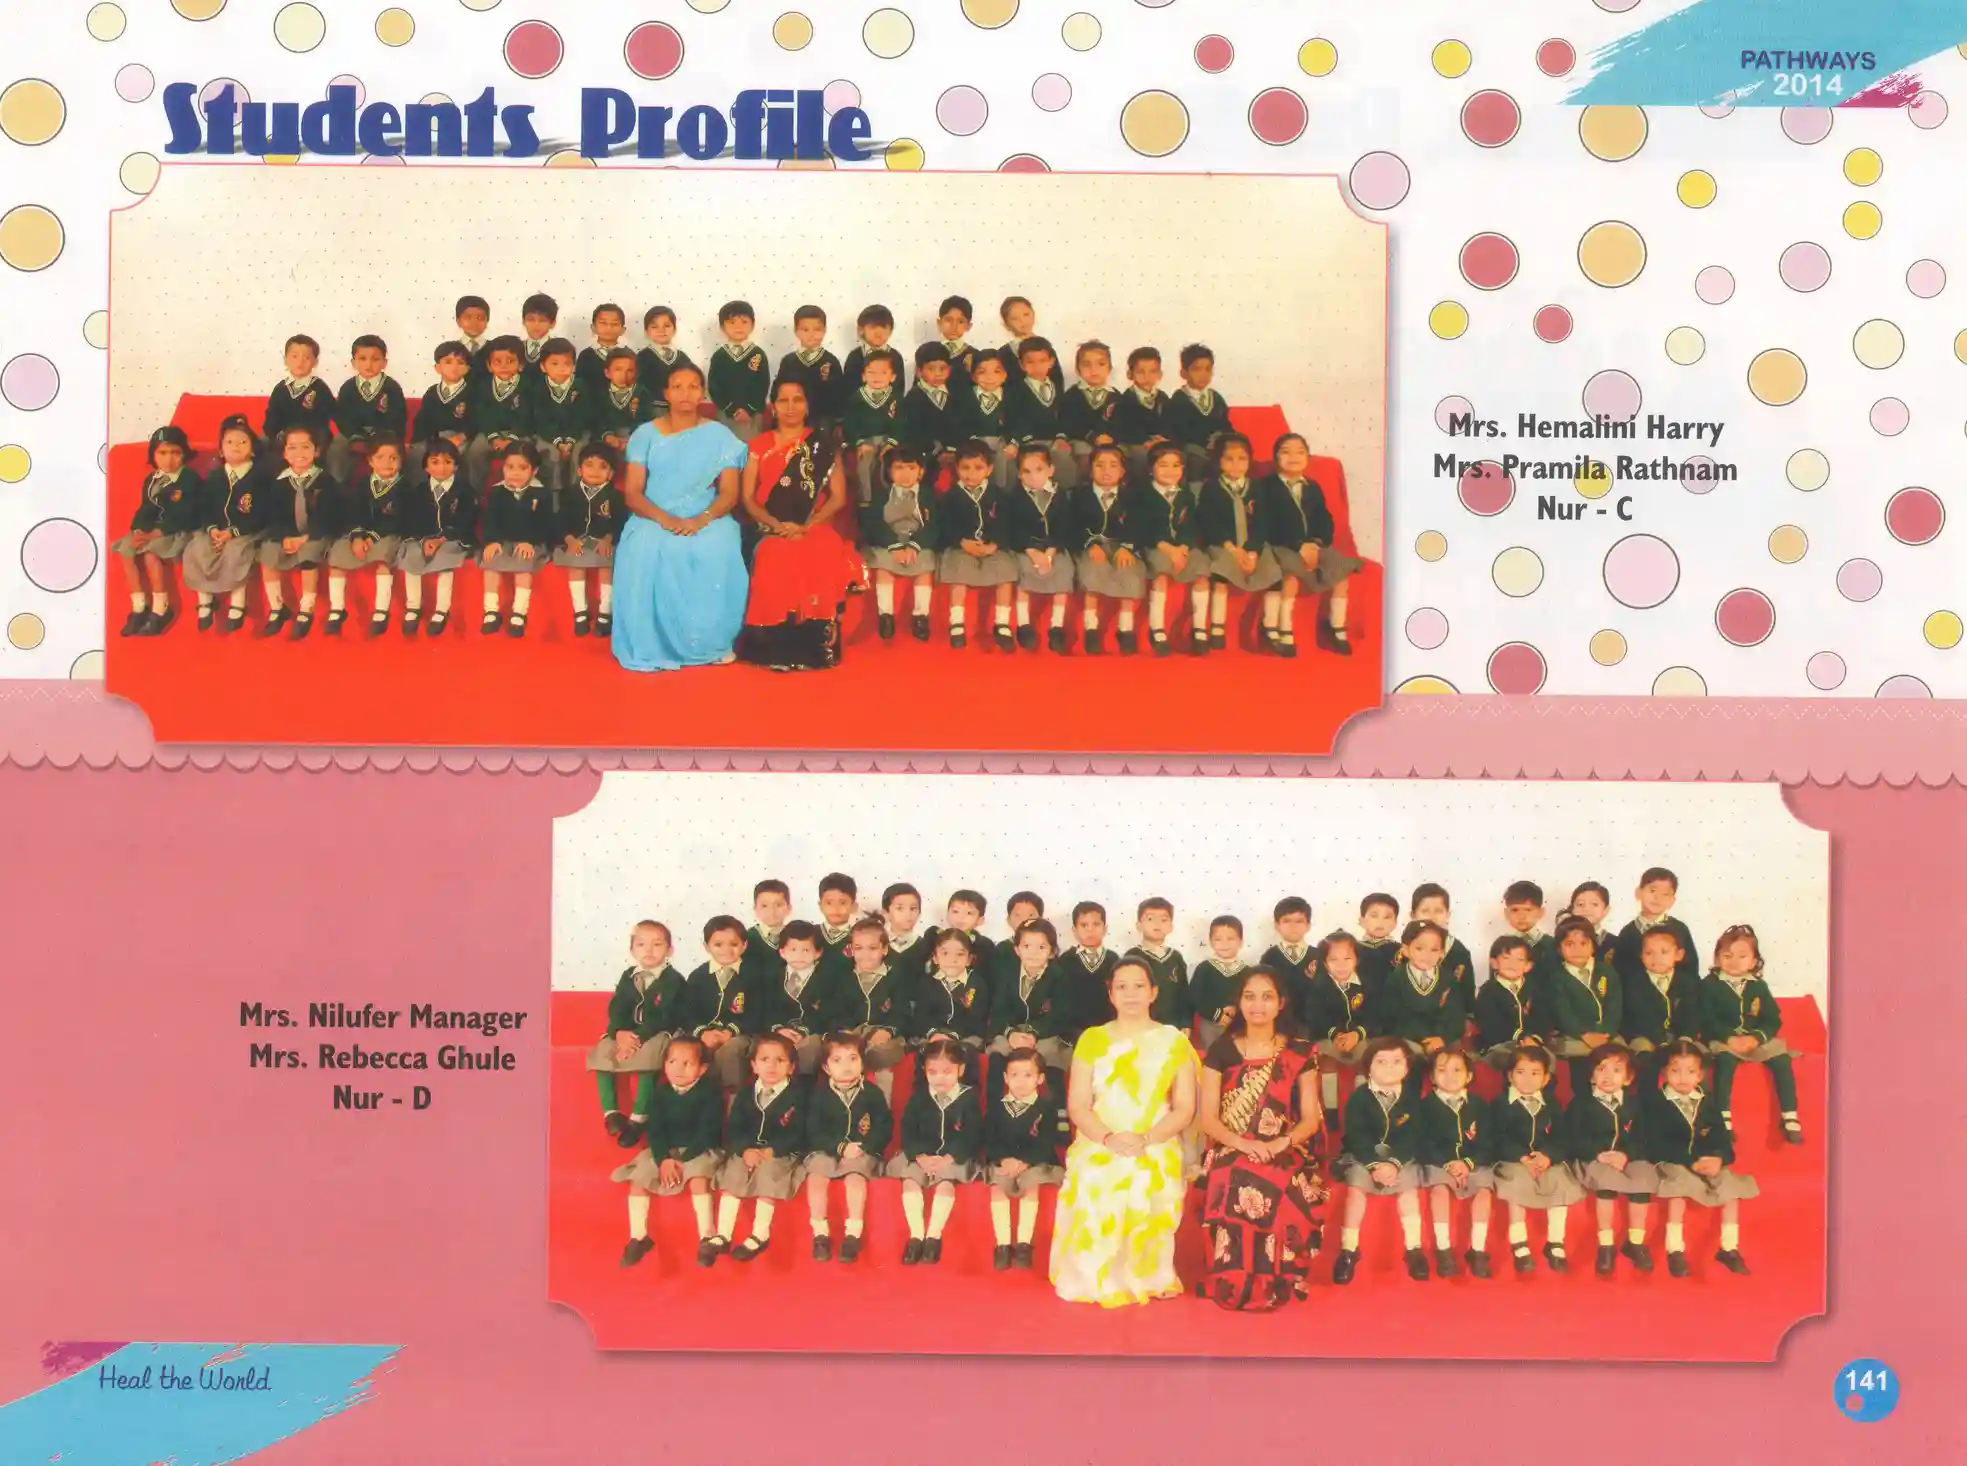 PATHWAYS
2014
Students Profile
Mrs. Hemalini Harry
Mrs. Pramila Rathnam
Nur - C
Mrs. Nilufer Manager
Mrs. Rebecca Ghule
Nur - D
Heal the World
141